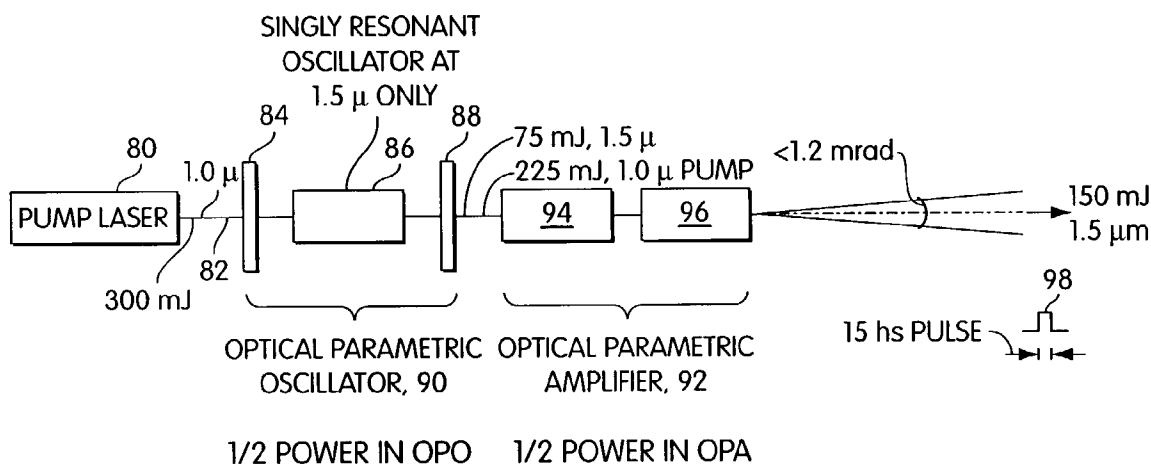 SINGLY RESONANT
OSCILLATOR AT
1.5 μ ONLY
84
88
80
1.0 μ
86
75 mJ, 1.5 μ
225 mJ, 1.0 μ PUMP
<1.2 mrad
PUMP LASER
94
96
150 mJ
1.5 μm
82
300 mJ
98
15 hs PULSE
OPTICAL PARAMETRIC
OSCILLATOR, 90
OPTICAL PARAMETRIC
AMPLIFIER, 92
1/2 POWER IN OPO
1/2 POWER IN OPA